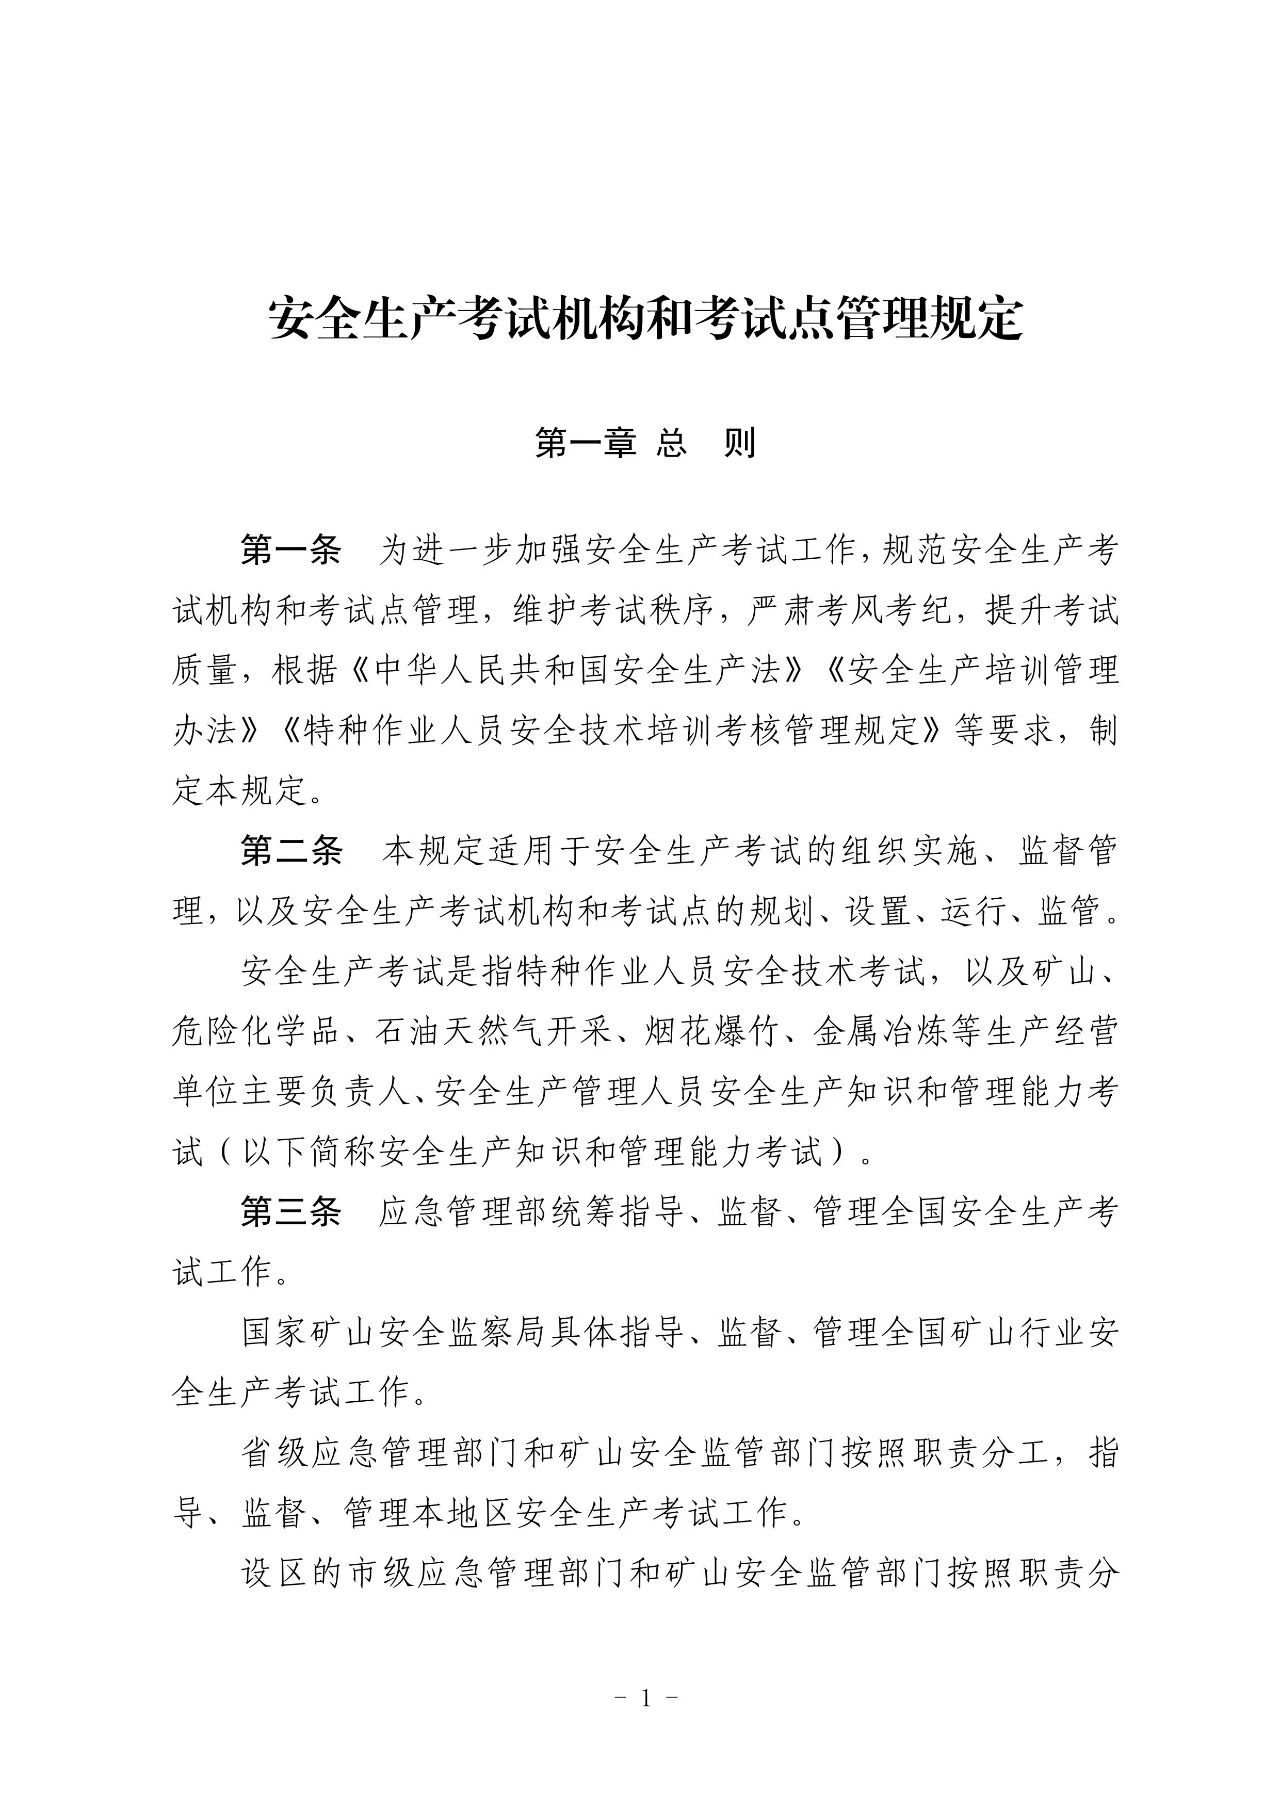 安全生产考试机构和考试点管理规定
第一章 总　则
第一条　为进一步加强安全生产考试工作，规范安全生产考
试机构和考试点管理，维护考试秩序，严肃考风考纪，提升考试
质量，根据《中华人民共和国安全生产法》《安全生产培训管理
办法》《特种作业人员安全技术培训考核管理规定》等要求，制
定本规定。
第二条　本规定适用于安全生产考试的组织实施、监督管
理，以及安全生产考试机构和考试点的规划、设置、运行、监管。
安全生产考试是指特种作业人员安全技术考试，以及矿山、
危险化学品、石油天然气开采、烟花爆竹、金属冶炼等生产经营
单位主要负责人、安全生产管理人员安全生产知识和管理能力考
试（以下简称安全生产知识和管理能力考试）。
第三条　应急管理部统筹指导、监督、管理全国安全生产考
试工作。
国家矿山安全监察局具体指导、监督、管理全国矿山行业安
全生产考试工作。
省级应急管理部门和矿山安全监管部门按照职责分工，指
导、监督、管理本地区安全生产考试工作。
设区的市级应急管理部门和矿山安全监管部门按照职责分
- 1 -